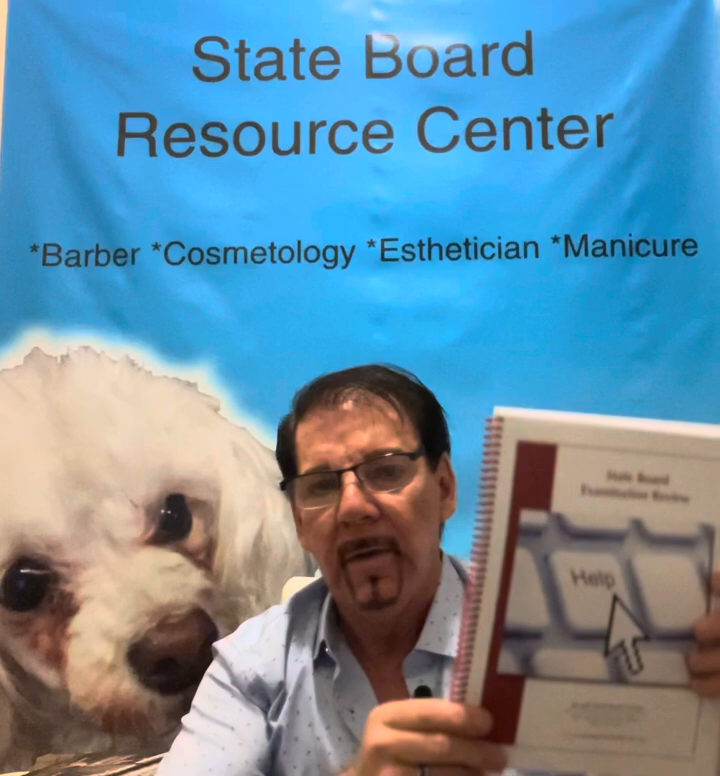 State Board
Resource Center
*Barber *Cosmetology *Esthetician *Manicure
State Board
Examination Review
Help